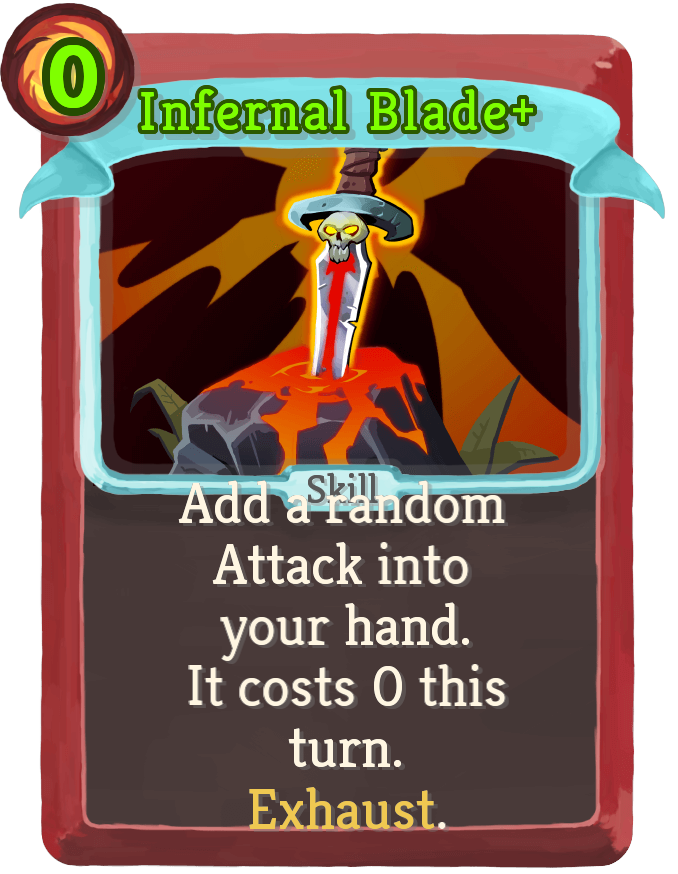 0
Infernal Blade+
Skill
Add a random
Attack into
your hand.
It costs 0 this
turn.
Exhaust.